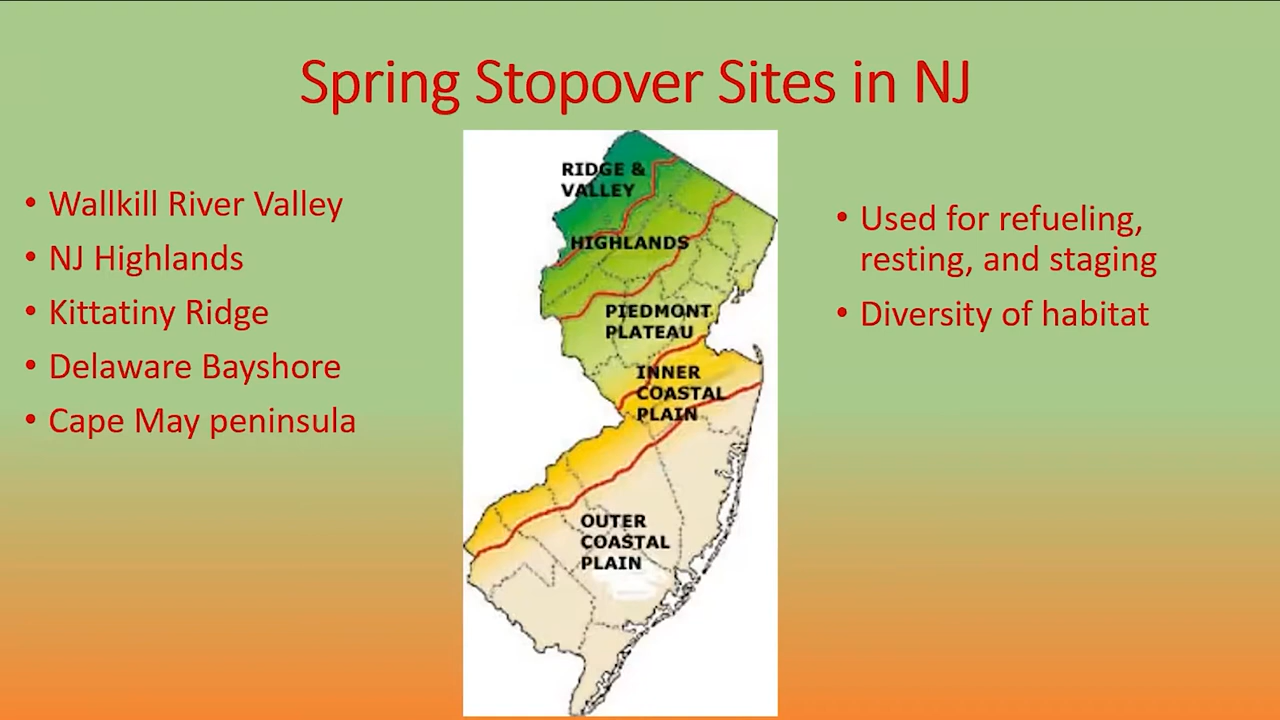 Spring Stopover Sites in NJ
• Wallkill River Valley
• NJ Highlands
• Kittatiny Ridge
• Delaware Bayshore
• Cape May peninsula
RIDGE &
VALLEY
HIGHLANDS
PIEDMONT
PLATEAU
INNER
COASTAL
PLAIN
OUTER
COASTAL
PLAIN
• Used for refueling,
resting, and staging
• Diversity of habitat